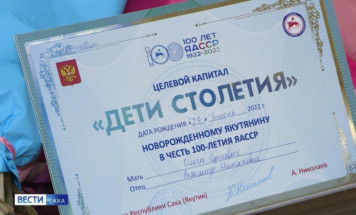 100 ЛЕТ
ЯАССР
1922-2022
ЦЕЛЕВОЙ КАПИТАЛ
«ДЕТИ СТОЛЕТИЯ»
ДАТА РОЖДЕНИЯ 2022 г.
НОВОРОЖДЕННОМУ ЯКУТЯНИНУ
В ЧЕСТЬ 100-ЛЕТИЯ ЯАССР
Мать
Отец
Республики Саха (Якутия)
А. Николаев
ВЕСТИ САХА